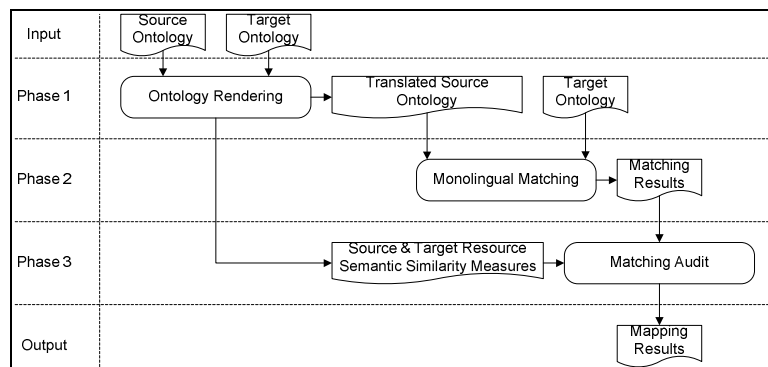 Input
Source
Ontology
Target
Ontology
Phase 1
Ontology Rendering
Translated Source
Ontology
Target
Ontology
Phase 2
Monolingual Matching
Matching
Results
Phase 3
Source & Target Resource
Semantic Similarity Measures
Matching Audit
Output
Mapping
Results